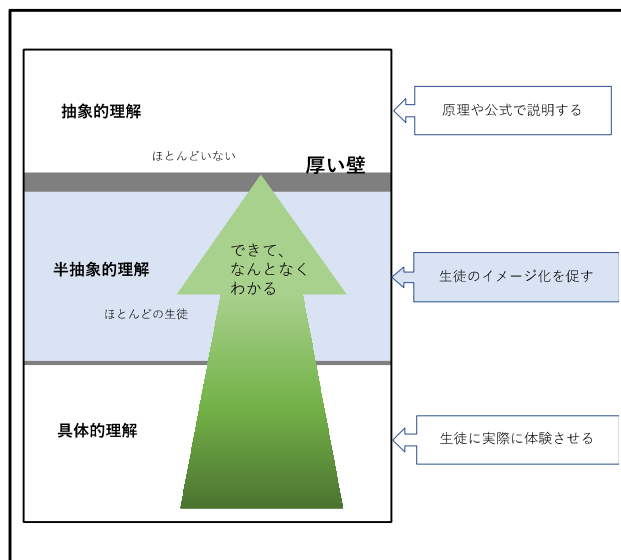 抽象的理解
原理や公式で説明する
ほとんどいない
厚い壁
できて、
なんとなく
わかる
半抽象的理解
生徒のイメージ化を促す
ほとんどの生徒
具体的理解
生徒に実際に体験させる